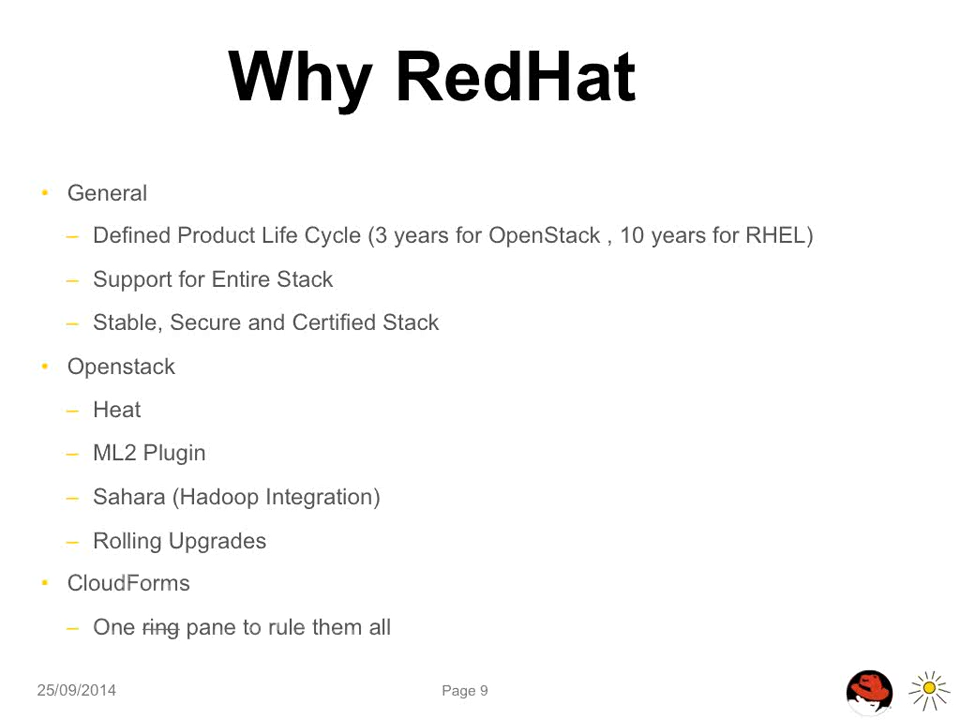 Why RedHat
• General
– Defined Product Life Cycle (3 years for OpenStack , 10 years for RHEL)
– Support for Entire Stack
– Stable, Secure and Certified Stack
• Openstack
– Heat
– ML2 Plugin
– Sahara (Hadoop Integration)
– Rolling Upgrades
• CloudForms
– One ring pane to rule them all
25/09/2014 Page 9